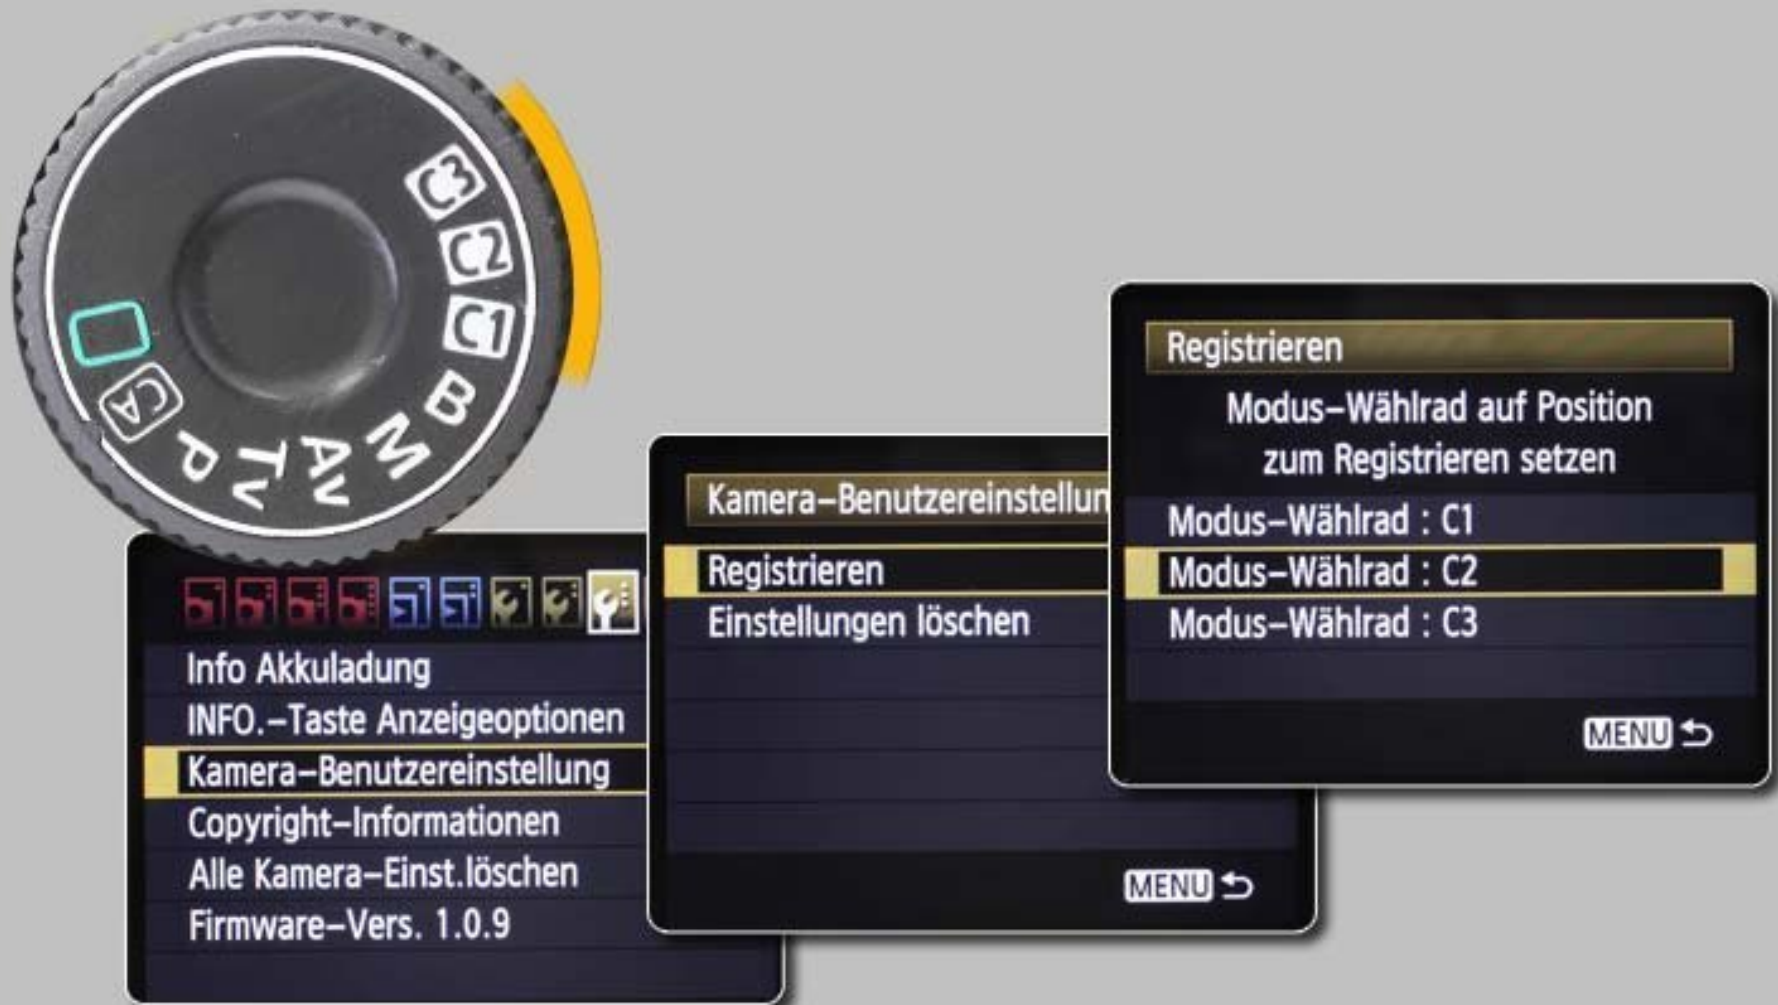 C3
C2
C1
B
M
Av
Tv
P
CA
Info Akkuladung
INFO.-Taste Anzeigeoptionen
Kamera-Benutzereinstellung
Copyright-Informationen
Alle Kamera-Einst.löschen
Firmware-Vers. 1.0.9
Kamera-Benutzereinstellun
Registrieren
Einstellungen löschen
MENU
Registrieren
Modus-Wählrad auf Position
zum Registrieren setzen
Modus-Wählrad : C1
Modus-Wählrad : C2
Modus-Wählrad : C3
MENU